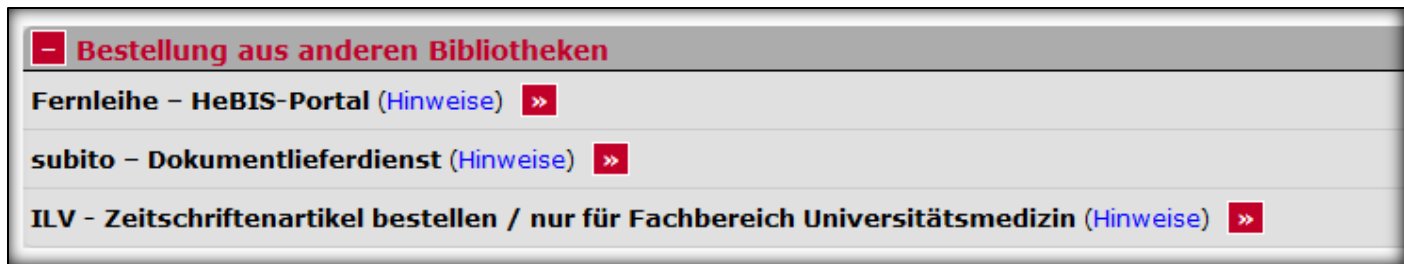 – Bestellung aus anderen Bibliotheken
Fernleihe – HeBIS-Portal (Hinweise) »
subito – Dokumentlieferdienst (Hinweise) »
ILV - Zeitschriftenartikel bestellen / nur für Fachbereich Universitätsmedizin (Hinweise) »